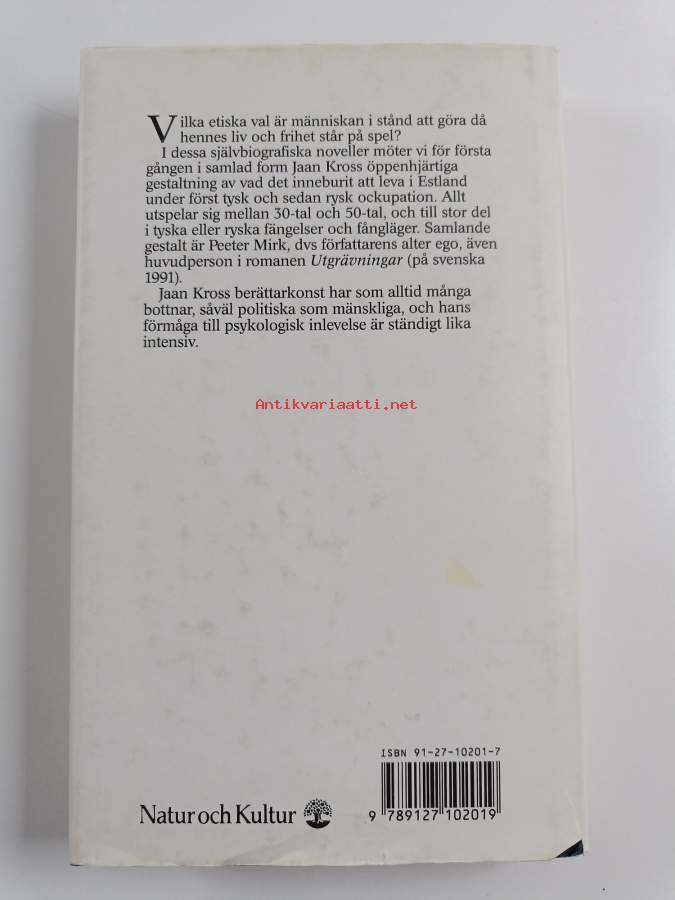 Vilka etiska val är människan i stånd att göra då
hennes liv och frihet står på spel?
I dessa självbiografiska noveller möter vi för första
gången i samlad form Jaan Kross öppenhjärtiga
gestaltning av vad det inneburit att leva i Estland
under först tysk och sedan rysk ockupation. Allt
utspelar sig mellan 30-tal och 50-tal, och till stor del
i tyska eller ryska fängelser och fångläger. Samlande
gestalt är Peeter Mirk, dvs författarens alter ego, även
huvudperson i romanen Utgrävningar (på svenska
1991).
Jaan Kross berättarkonst har som alltid många
bottnar, såväl politiska som mänskliga, och hans
förmåga till psykologisk inlevelse är ständigt lika
intensiv.
Antikvariaatti.net
ISBN 91-27-10201-7
Natur och Kultur
9 789127 102019